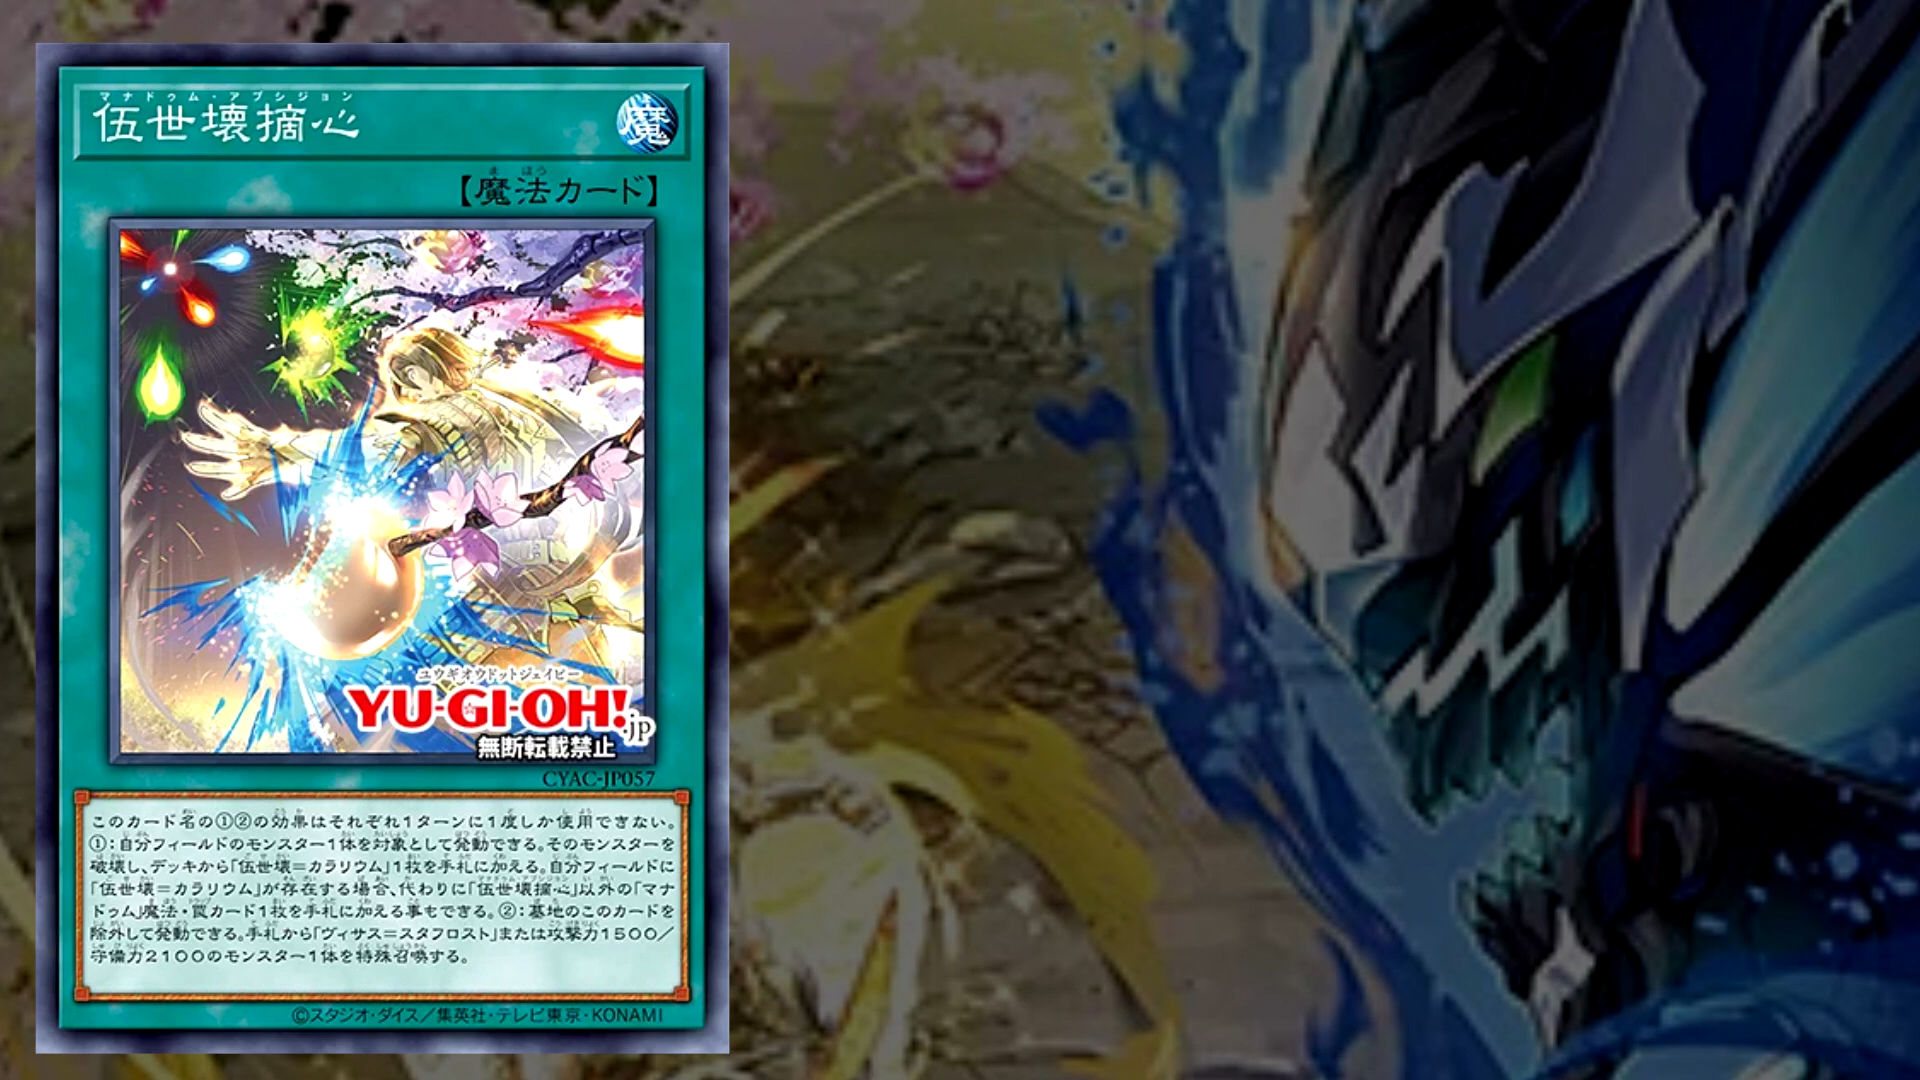 マナドゥム・アブシジョン
伍世壊摘心
魔
【魔法カード】
ユウギオウドットジェイピー
YU-GI-OH!.jp
無断転載禁止
CYAC-JP057
このカード名の①②の効果はそれぞれ1ターンに1度しか使用できない。
①:自分フィールドのモンスター1体を対象として発動できる。そのモンスターを
破壊し、デッキから「伍世壊=カラリウム」1枚を手札に加える。自分フィールドに
「伍世壊=カラリウム」が存在する場合、代わりに「伍世壊摘心」以外の「マナ
ドゥム」魔法・罠カード1枚を手札に加える事もできる。②:墓地のこのカードを
除外して発動できる。手札から「ヴィサス=スタフロスト」または攻撃力1500/
守備力2100のモンスター1体を特殊召喚する。
©スタジオ・ダイス/集英社・テレビ東京・KONAMI